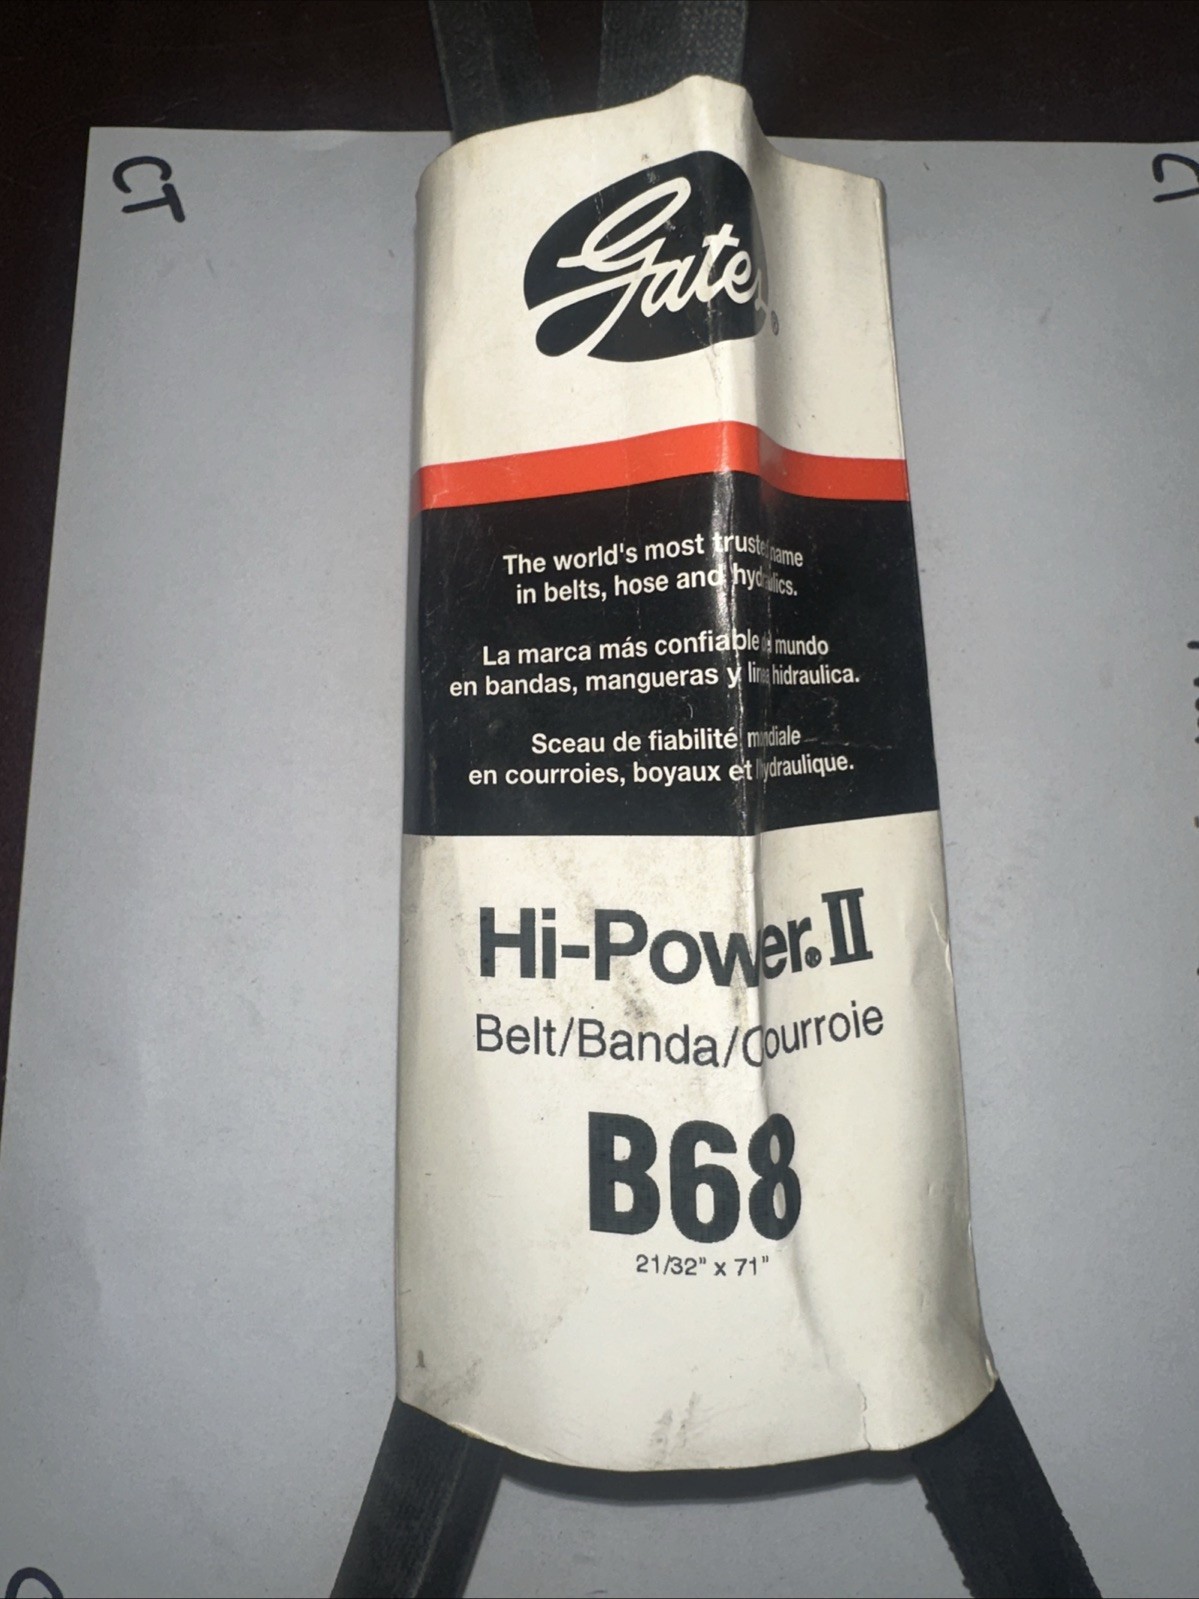 CT
Gates®
The world's most trusted name
in belts, hose and hydraulics.
La marca más confiable del mundo
en bandas, mangueras y linea hidraulica.
Sceau de fiabilité mondiale
en courroies, boyaux et hydraulique.
Hi-Power® II
Belt/Banda/Courroie
B68
21/32" x 71"